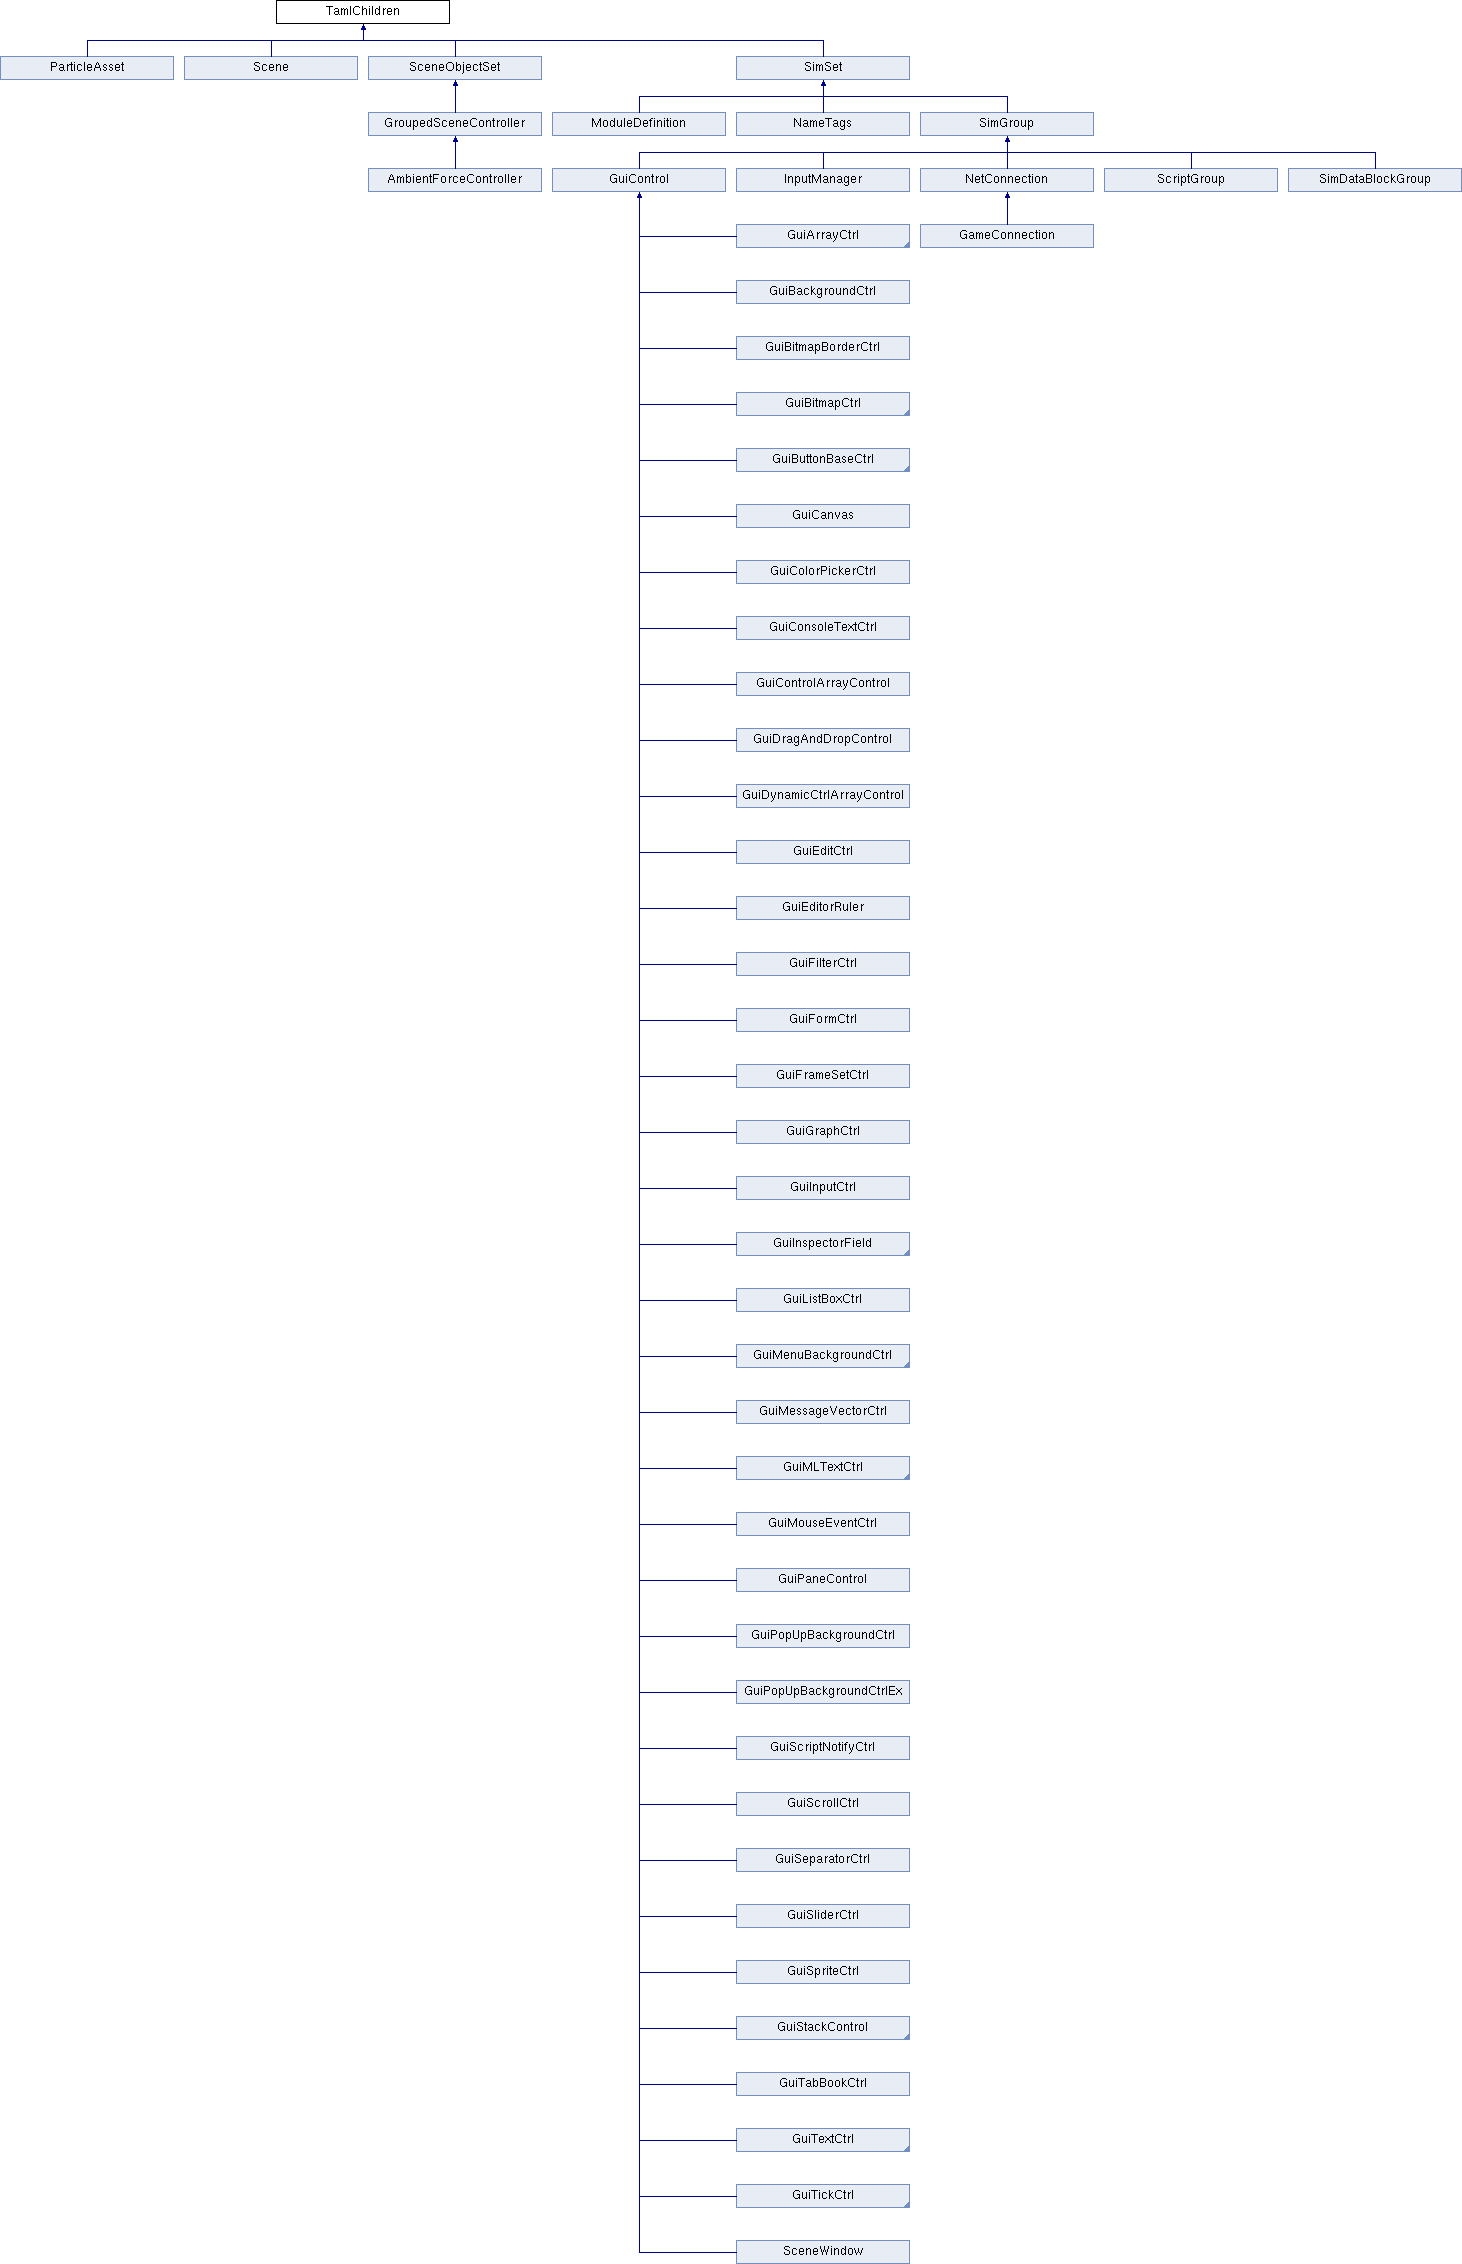 TamlChildren
ParticleAsset
Scene
SceneObjectSet
SimSet
GroupedSceneController
ModuleDefinition
NameTags
SimGroup
AmbientForceController
GuiControl
InputManager
NetConnection
ScriptGroup
SimDataBlockGroup
GuiArrayCtrl
GameConnection
GuiBackgroundCtrl
GuiBitmapBorderCtrl
GuiBitmapCtrl
GuiButtonBaseCtrl
GuiCanvas
GuiColorPickerCtrl
GuiConsoleTextCtrl
GuiControlArrayControl
GuiDragAndDropControl
GuiDynamicCtrlArrayControl
GuiEditCtrl
GuiEditorRuler
GuiFilterCtrl
GuiFormCtrl
GuiFrameSetCtrl
GuiGraphCtrl
GuiInputCtrl
GuiInspectorField
GuiListBoxCtrl
GuiMenuBackgroundCtrl
GuiMessageVectorCtrl
GuiMLTextCtrl
GuiMouseEventCtrl
GuiPaneControl
GuiPopUpBackgroundCtrl
GuiPopUpBackgroundCtrlEx
GuiScriptNotifyCtrl
GuiScrollCtrl
GuiSeparatorCtrl
GuiSliderCtrl
GuiSpriteCtrl
GuiStackControl
GuiTabBookCtrl
GuiTextCtrl
GuiTickCtrl
SceneWindow